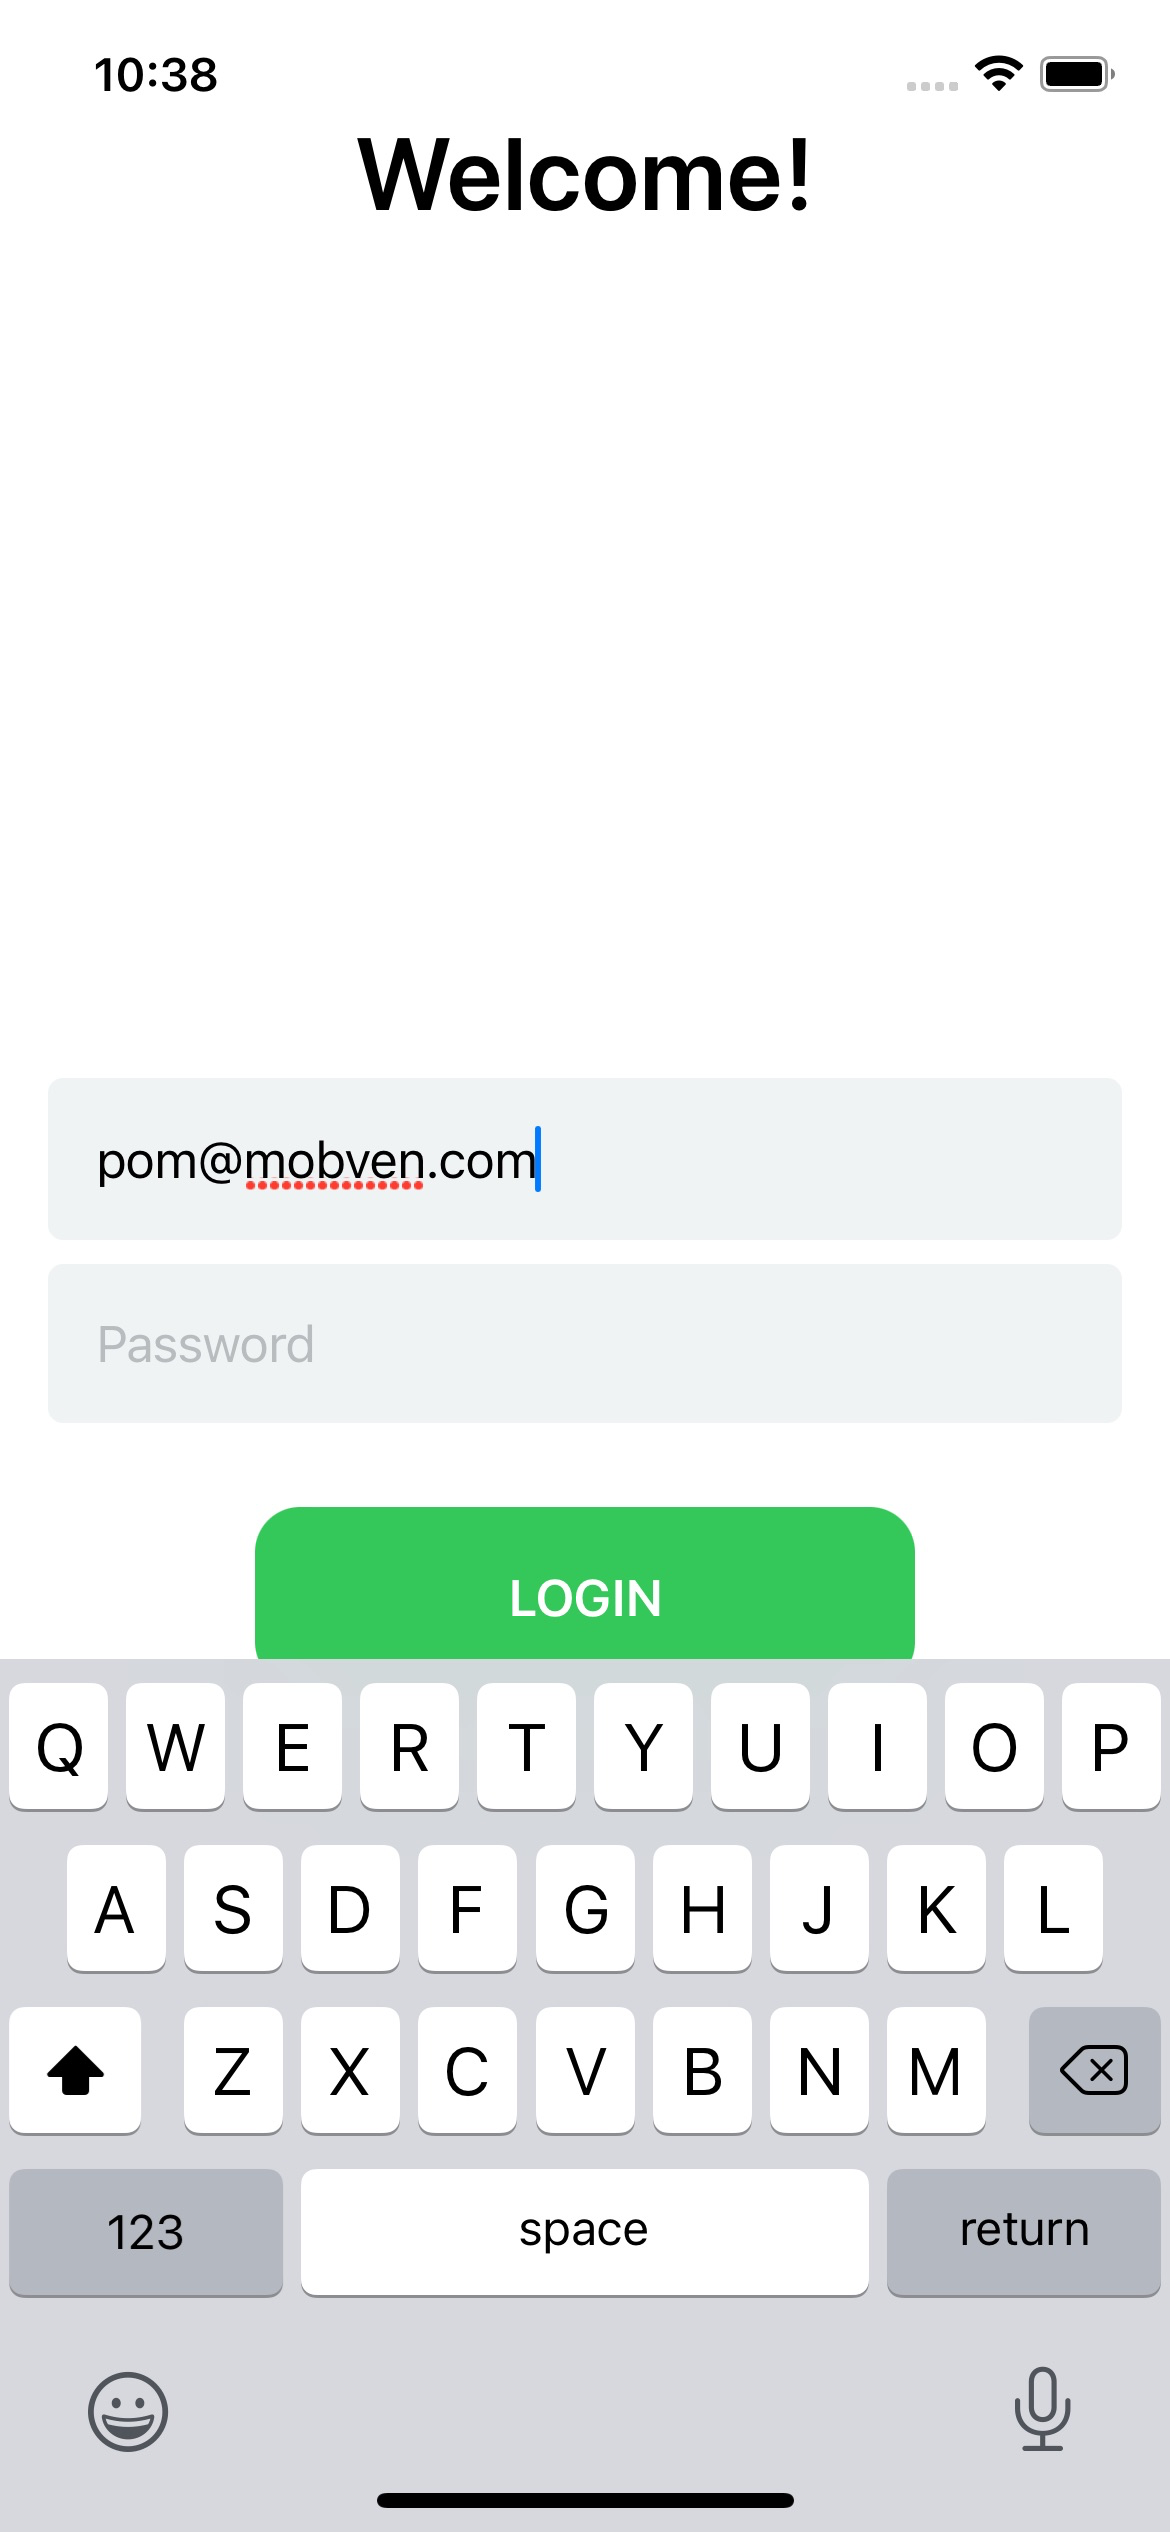 10:38
Welcome!
pom@mobven.com
Password
LOGIN
Q W E R T Y U I O P
A S D F G H J K L
Z X C V B N M
123 space return